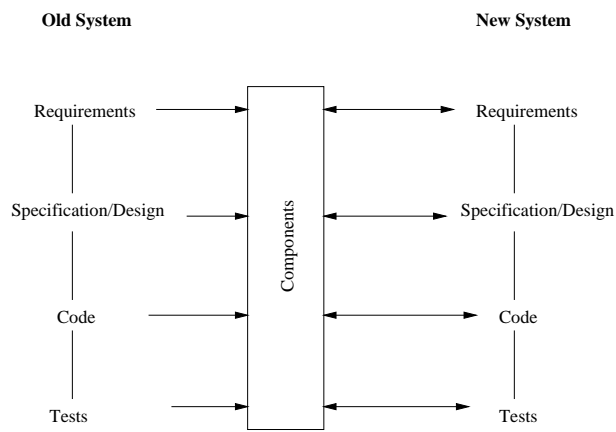 Old System
New System
Requirements
Requirements
Specification/Design
Specification/Design
Components
Code
Code
Tests
Tests